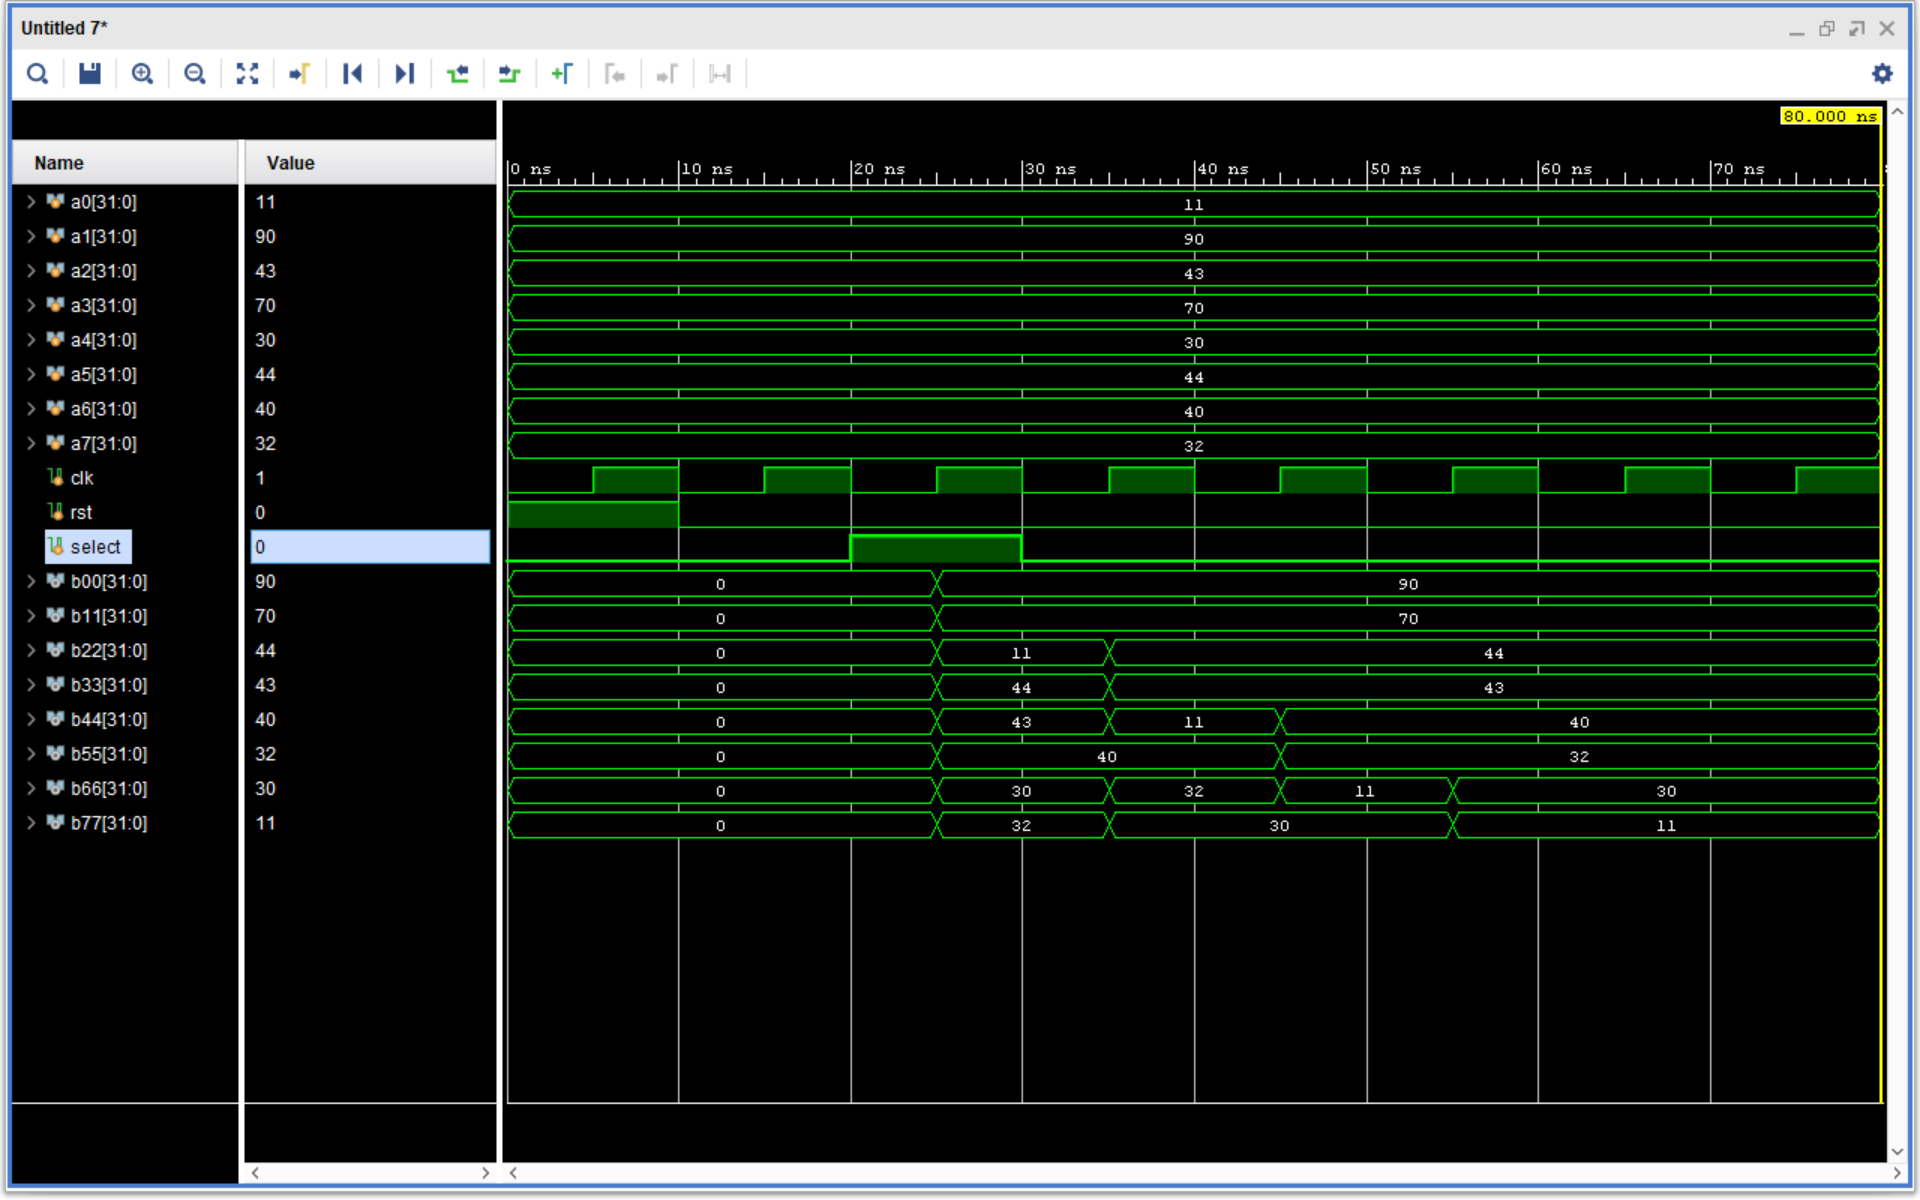 Untitled 7*
80.000 ns
Name Value
0 ns 10 ns 20 ns 30 ns 40 ns 50 ns 60 ns 70 ns
a0[31:0] 11 11
a1[31:0] 90 90
a2[31:0] 43 43
a3[31:0] 70 70
a4[31:0] 30 30
a5[31:0] 44 44
a6[31:0] 40 40
a7[31:0] 32 32
clk 1
rst 0
select 0
b00[31:0] 90 0 90
b11[31:0] 70 0 70
b22[31:0] 44 0 11 44
b33[31:0] 43 0 44 43
b44[31:0] 40 0 43 11 40
b55[31:0] 32 0 40 32
b66[31:0] 30 0 30 32 11 30
b77[31:0] 11 0 32 30 11